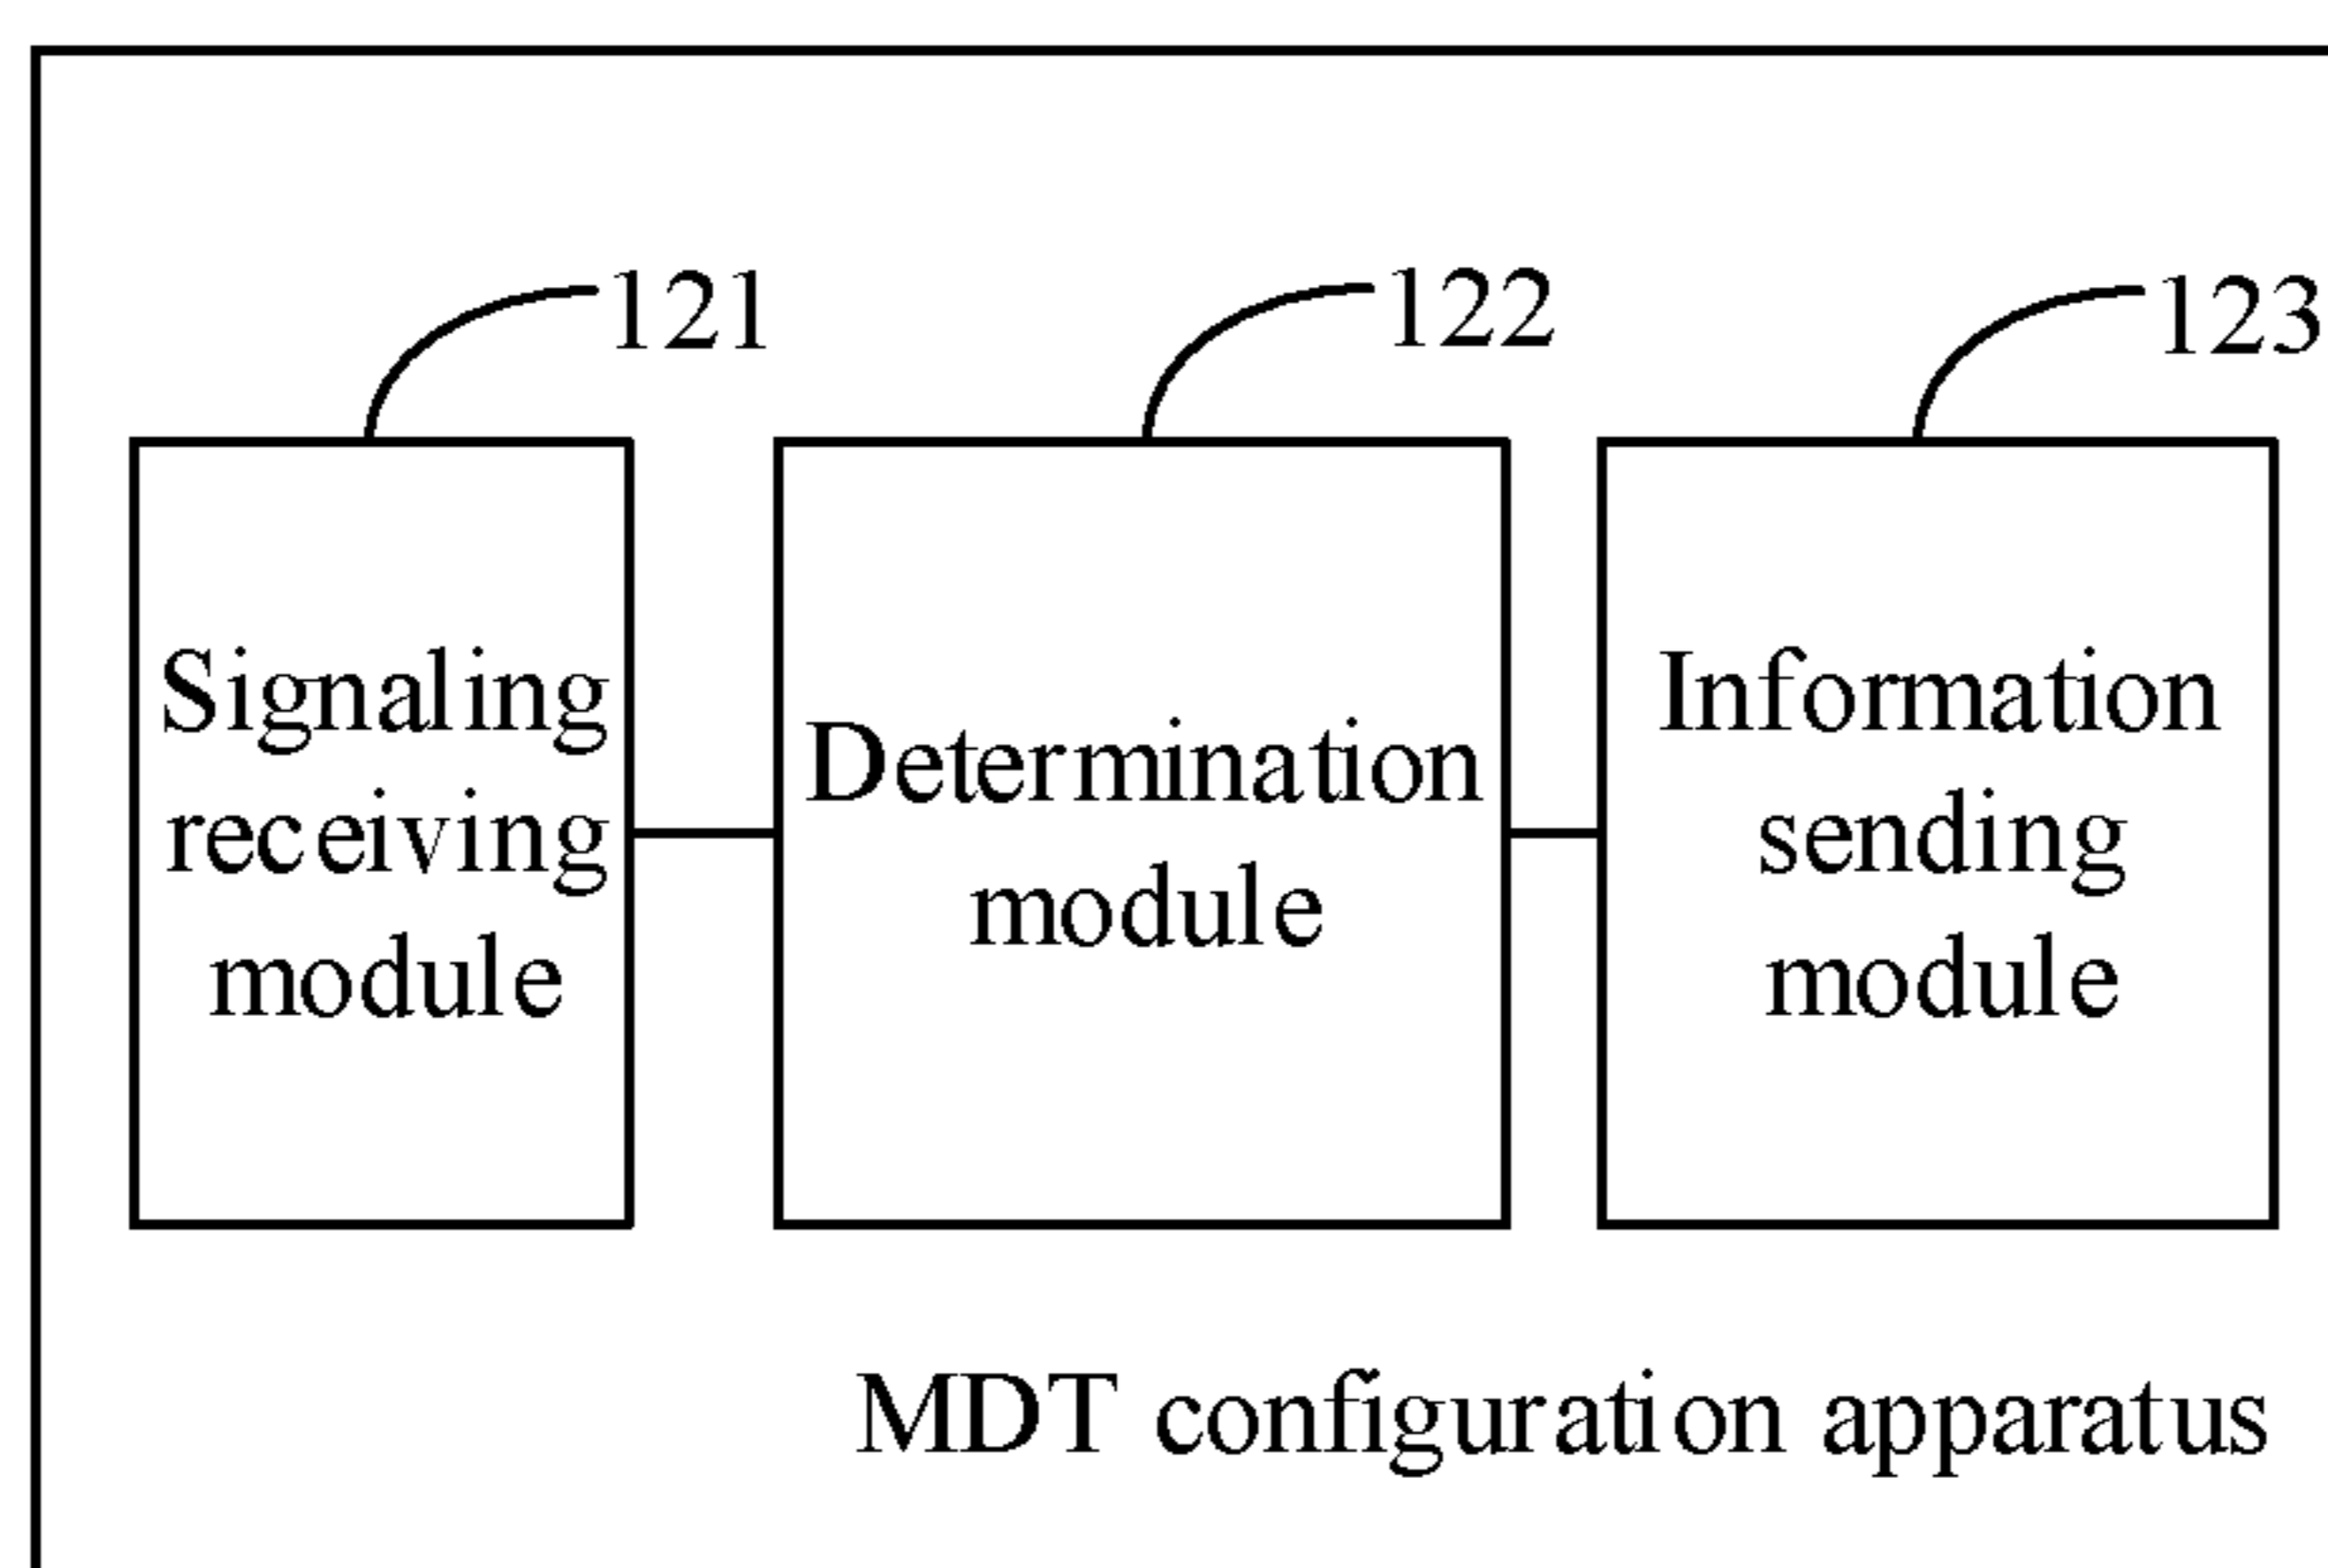 121
122
123
Signaling
receiving
module
Determination
module
Information
sending
module
MDT configuration apparatus